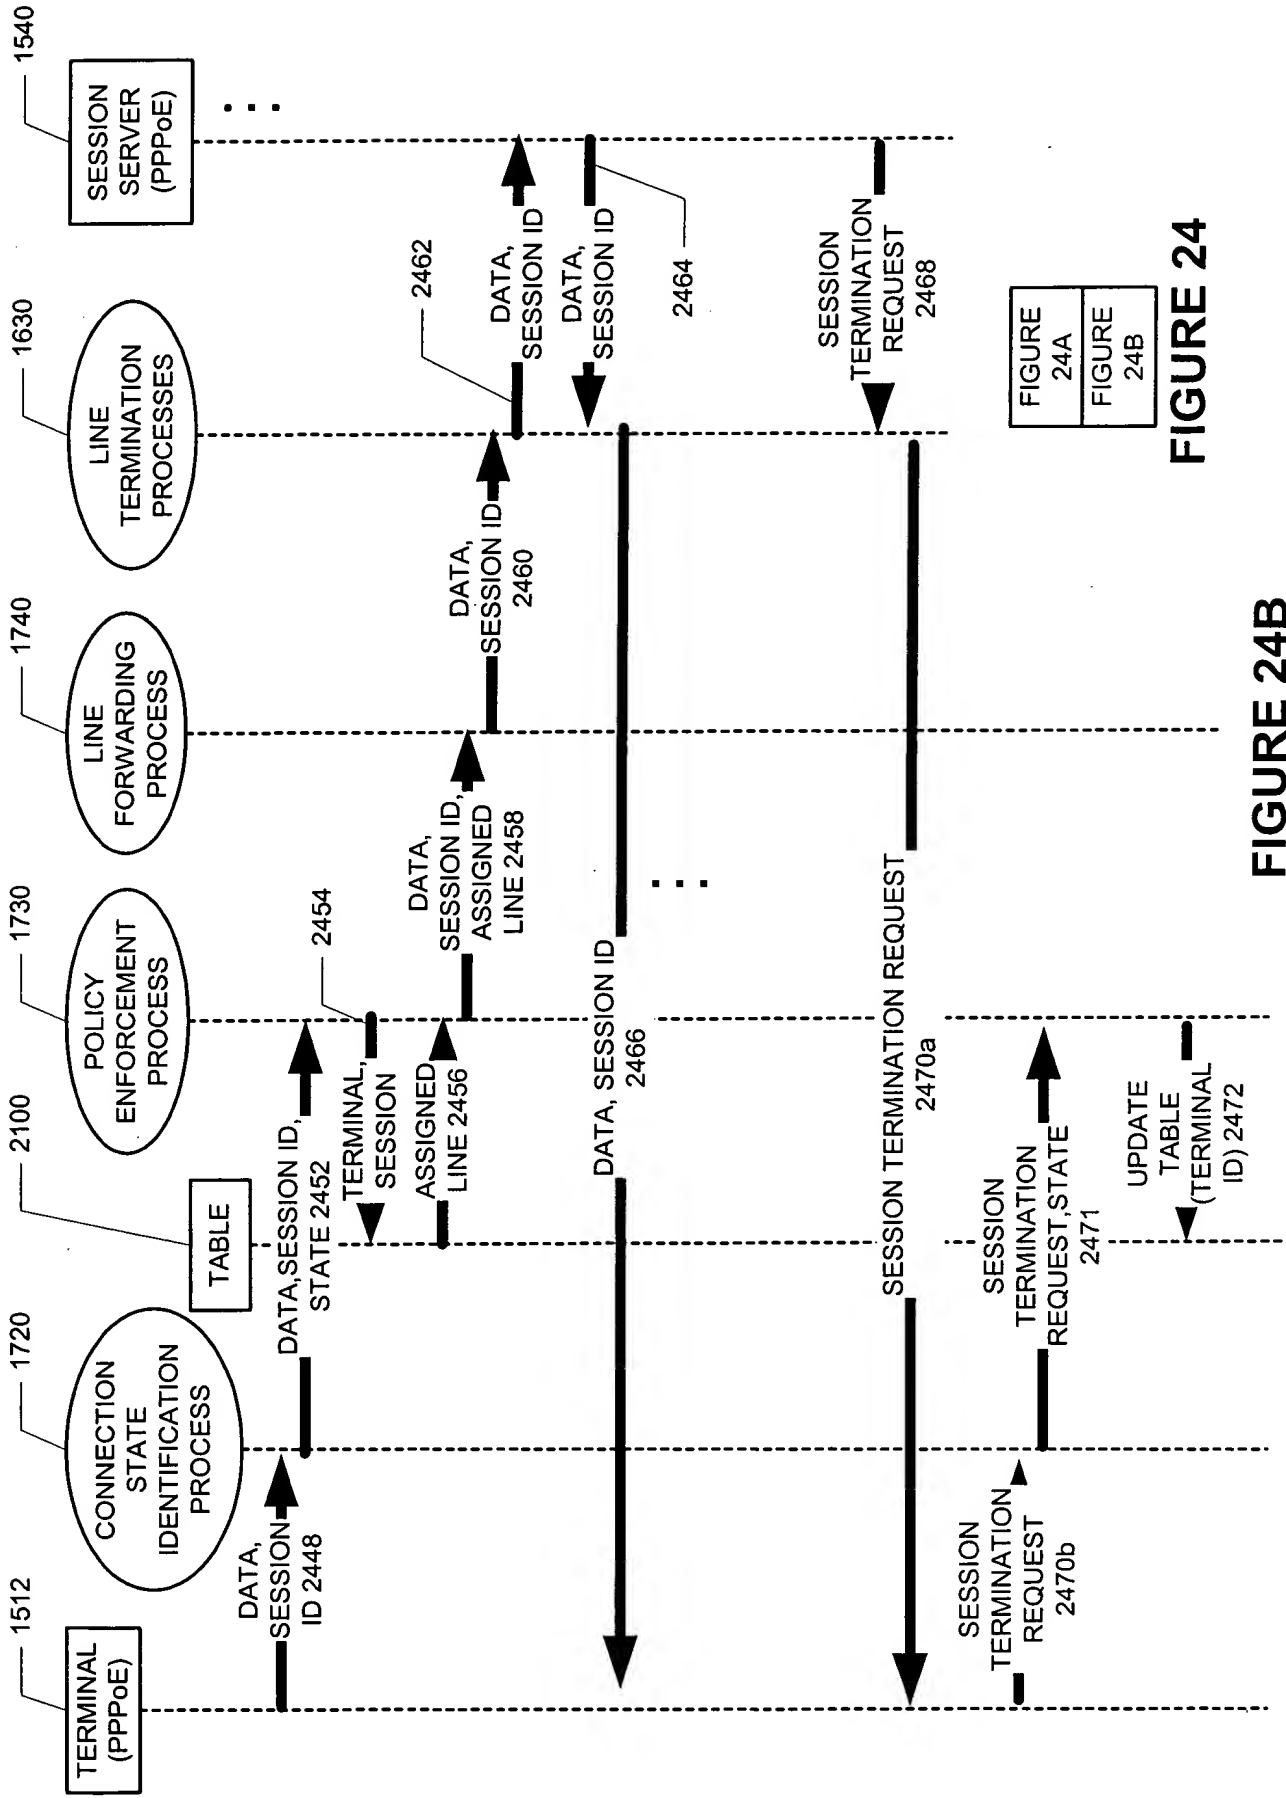 1512
1720
2100
1730
1740
1630
1540
TERMINAL
(PPPoE)
CONNECTION
STATE
IDENTIFICATION
PROCESS
TABLE
POLICY
ENFORCEMENT
PROCESS
LINE
FORWARDING
PROCESS
LINE
TERMINATION
PROCESSES
SESSION
SERVER
(PPPoE)
DATA,
SESSION
ID 2448
DATA,SESSION ID,
STATE 2452
2454
TERMINAL,
SESSION
ASSIGNED
LINE 2456
DATA,
SESSION ID,
ASSIGNED
LINE 2458
DATA,
SESSION ID
2460
2462
DATA,
SESSION ID
DATA,
SESSION ID
2464
DATA, SESSION ID
2466
SESSION
TERMINATION
REQUEST
2468
SESSION TERMINATION REQUEST
2470a
SESSION
TERMINATION
REQUEST
2470b
SESSION
TERMINATION
REQUEST,STATE
2471
UPDATE
TABLE
(TERMINAL
ID) 2472
FIGURE
24A
FIGURE
24B
FIGURE 24
FIGURE 24B